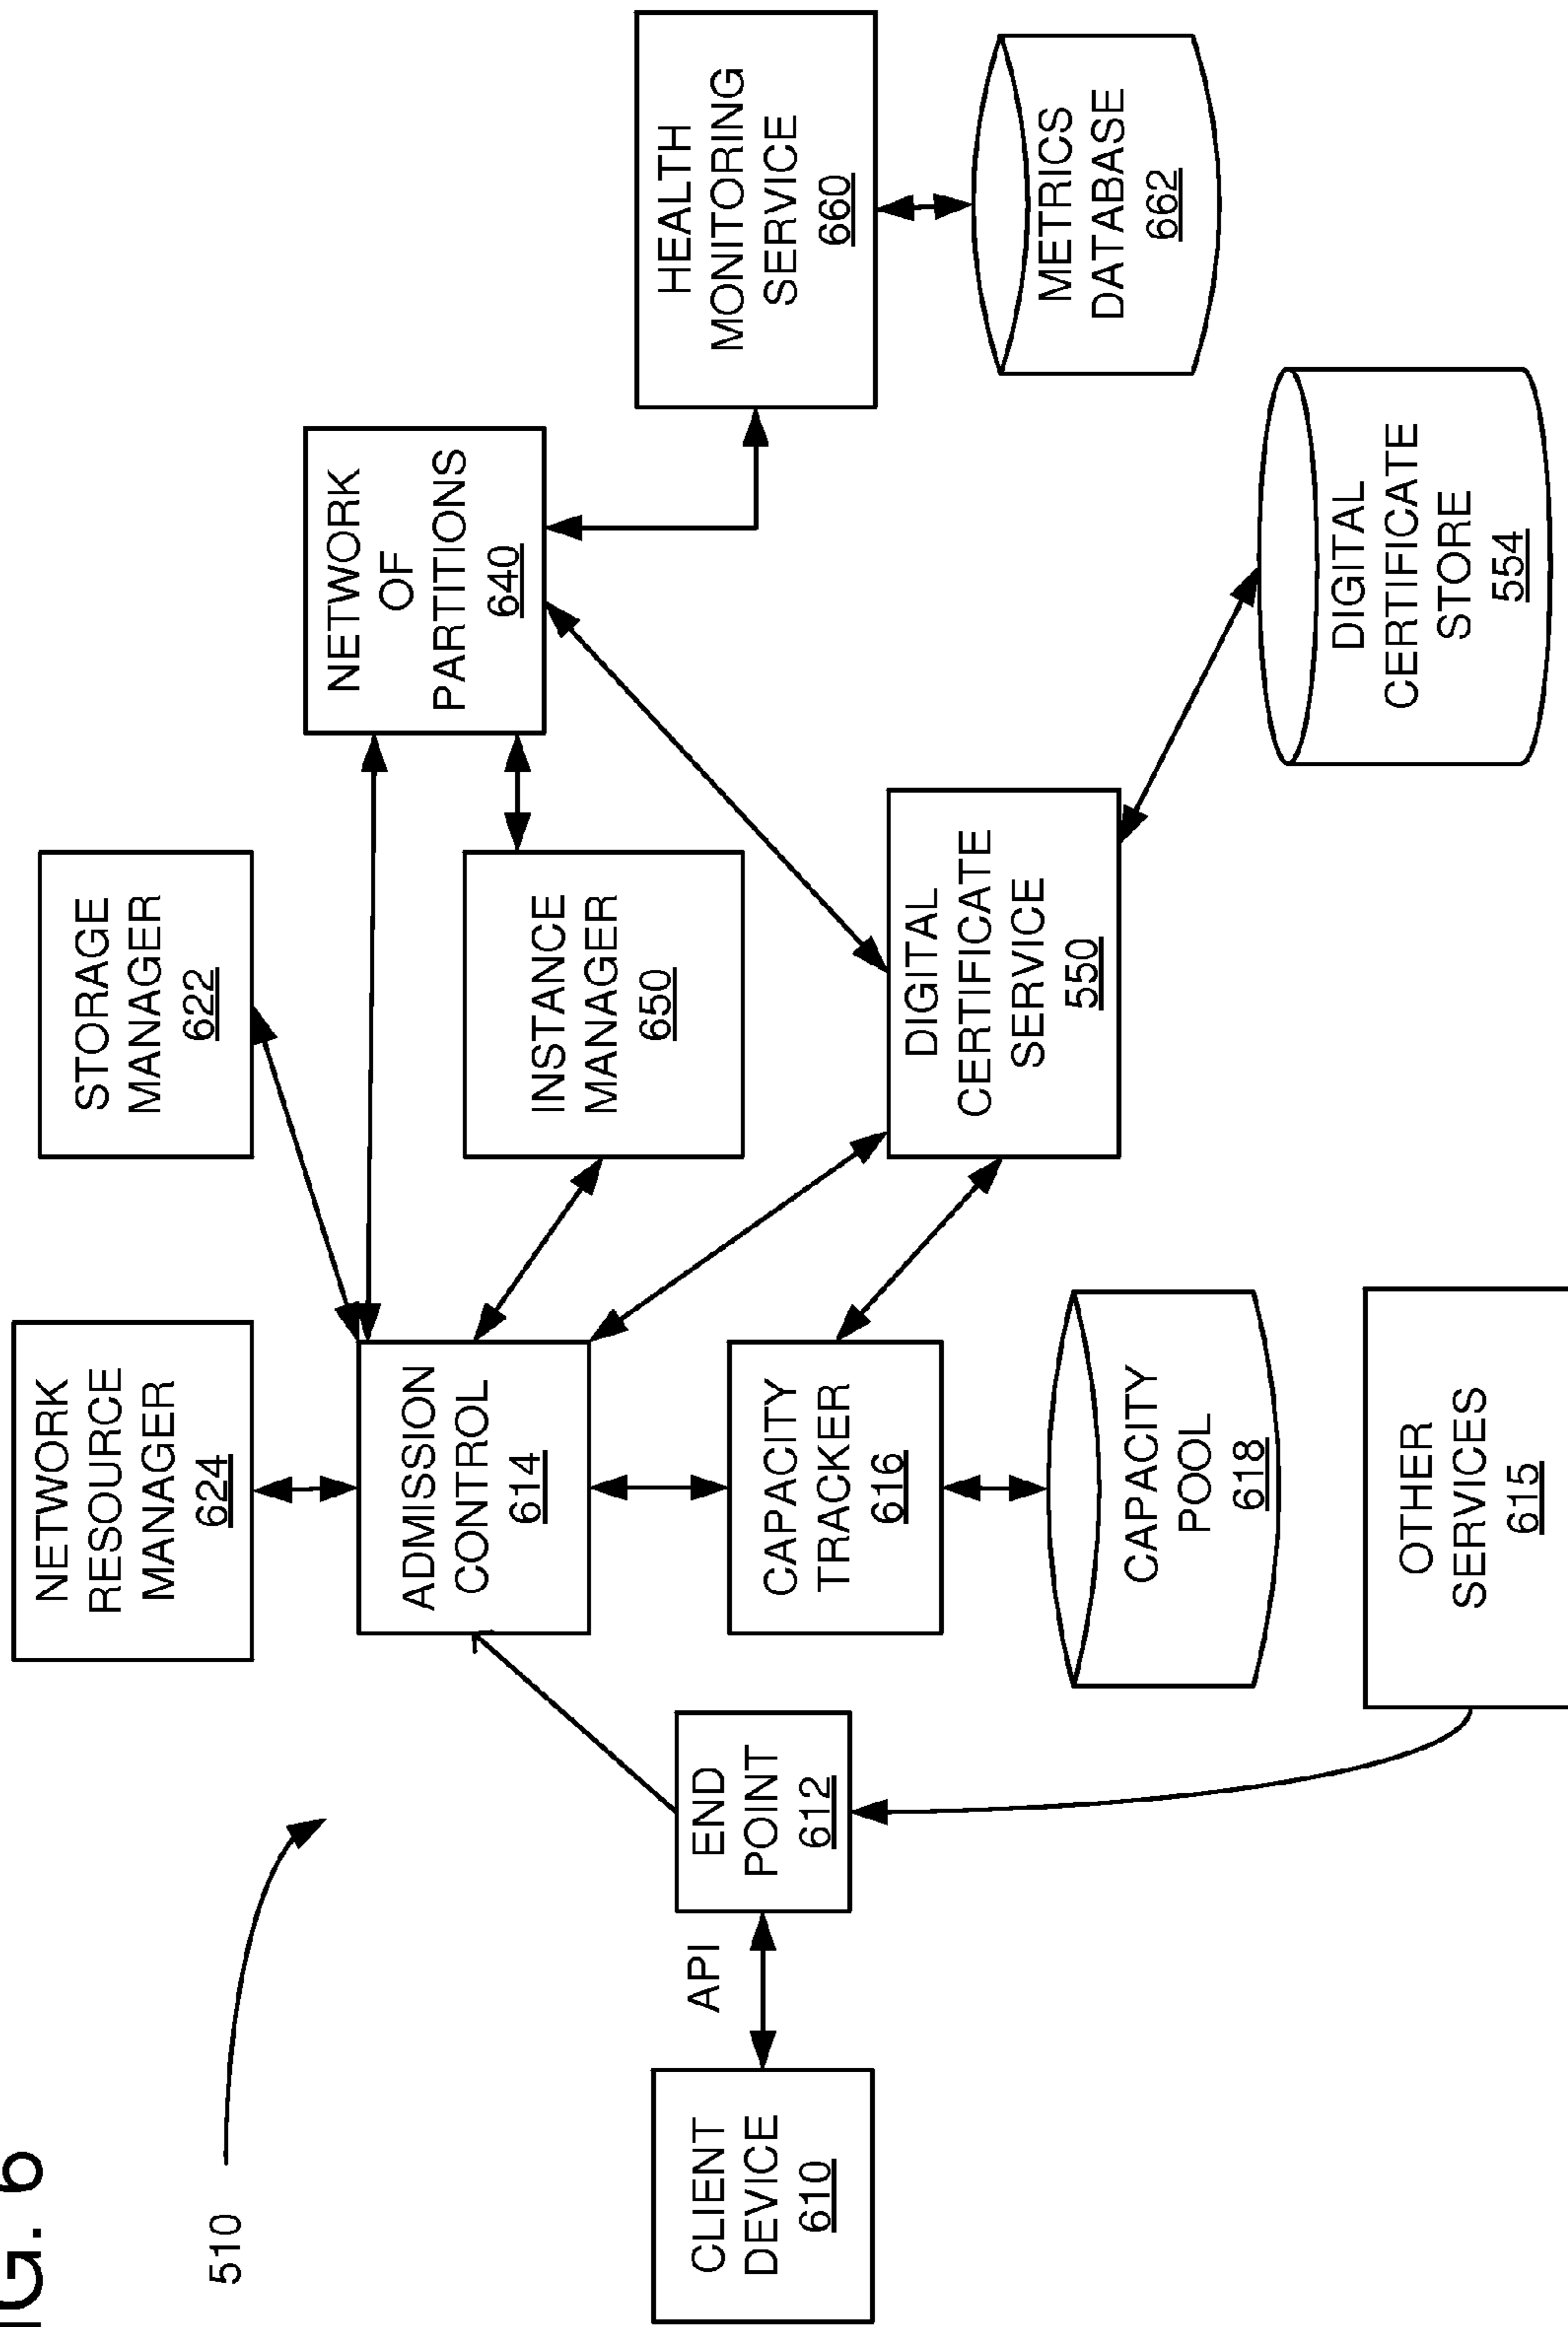 IG. 6
510
NETWORK
RESOURCE
MANAGER
624
STORAGE
MANAGER
622
NETWORK
OF
PARTITIONS
640
ADMISSION
CONTROL
614
INSTANCE
MANAGER
650
HEALTH
MONITORING
SERVICE
660
CLIENT
DEVICE
610
API
END
POINT
612
CAPACITY
TRACKER
616
DIGITAL
CERTIFICATE
SERVICE
550
METRICS
DATABASE
662
CAPACITY
POOL
618
DIGITAL
CERTIFICATE
STORE
554
OTHER
SERVICES
615